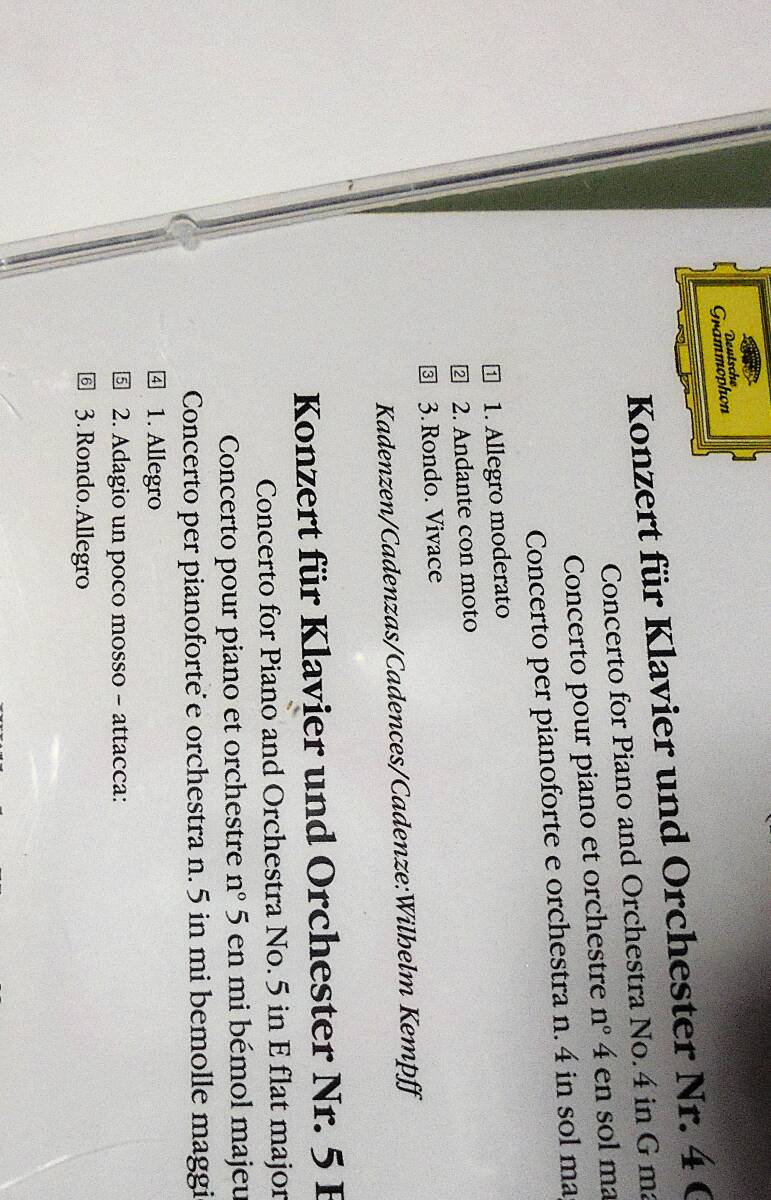 Deutsche
Grammophon
Konzert für Klavier und Orchester Nr. 4
Concerto for Piano and Orchestra No. 4 in G ma
Concerto pour piano et orchestre n° 4 en sol ma
Concerto per pianoforte e orchestra n. 4 in sol ma
1 1. Allegro moderato
2 2. Andante con moto
3 3. Rondo. Vivace
Kadenzen/Cadenzas/Cadences/Cadenze:Wilhelm Kempff
Konzert für Klavier und Orchester Nr. 5 E
Concerto for Piano and Orchestra No. 5 in E flat major
Concerto pour piano et orchestre n° 5 en mi bémol majeu
Concerto per pianoforte e orchestra n. 5 in mi bemolle maggi
4 1. Allegro
5 2. Adagio un poco mosso – attacca:
6 3. Rondo.Allegro